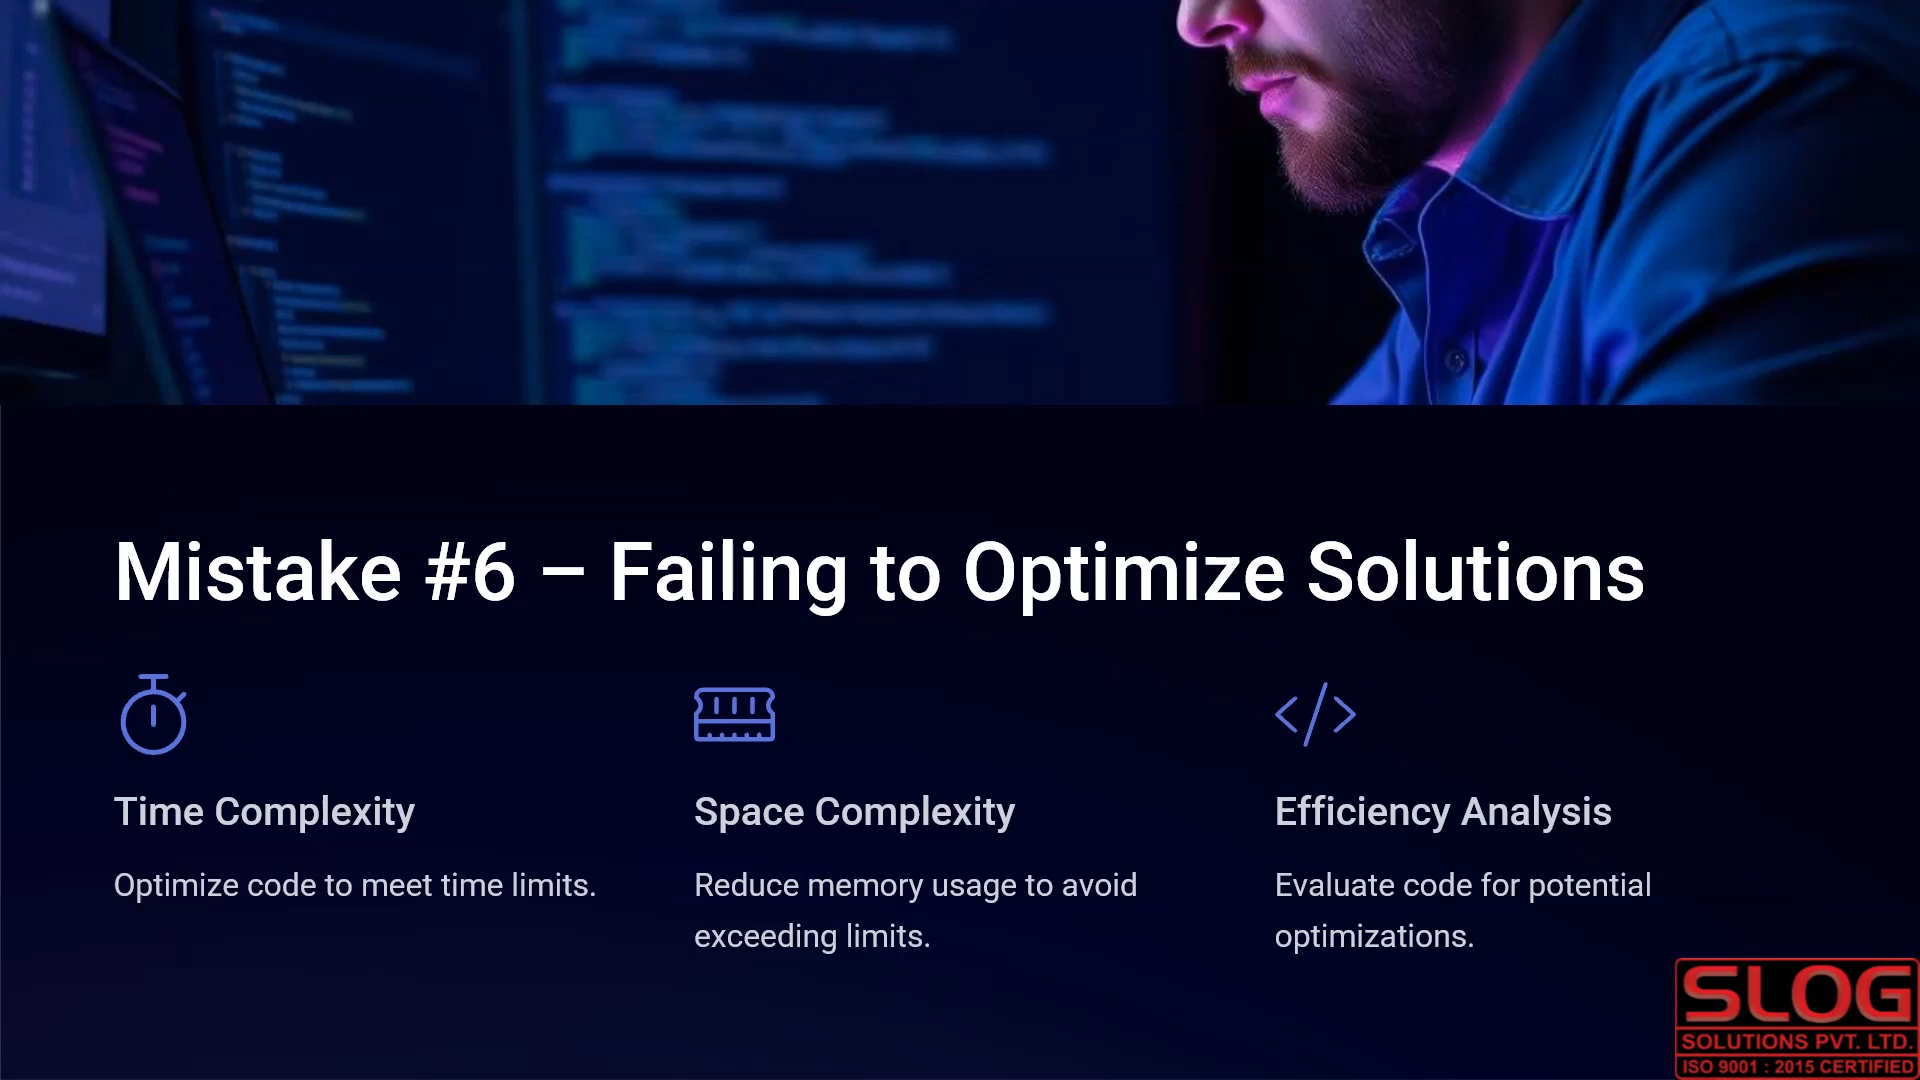 Mistake #6 – Failing to Optimize Solutions
Time Complexity
Optimize code to meet time limits.
Space Complexity
Reduce memory usage to avoid
exceeding limits.
Efficiency Analysis
Evaluate code for potential
optimizations.
SLOG
SOLUTIONS PVT. LTD.
ISO 9001 : 2015 CERTIFIED